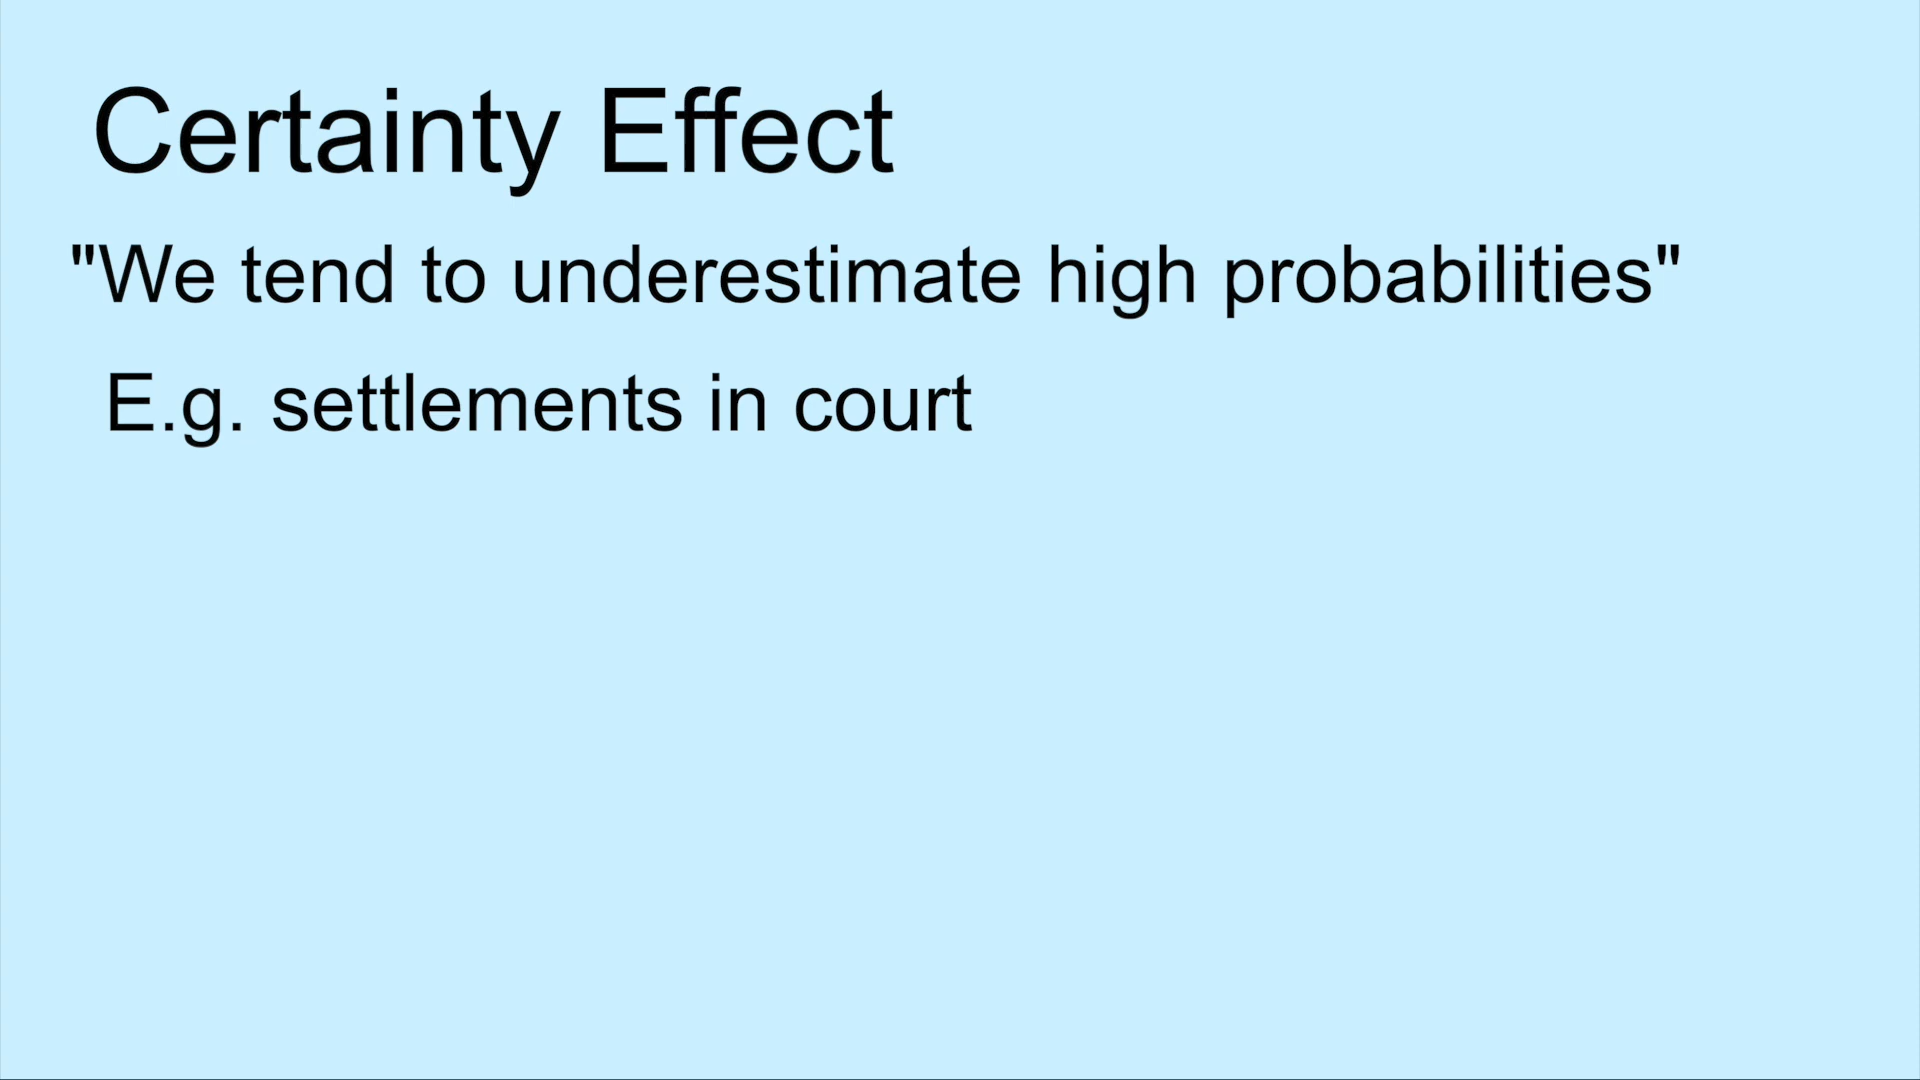 Certainty Effect
"We tend to underestimate high probabilities"
E.g. settlements in court